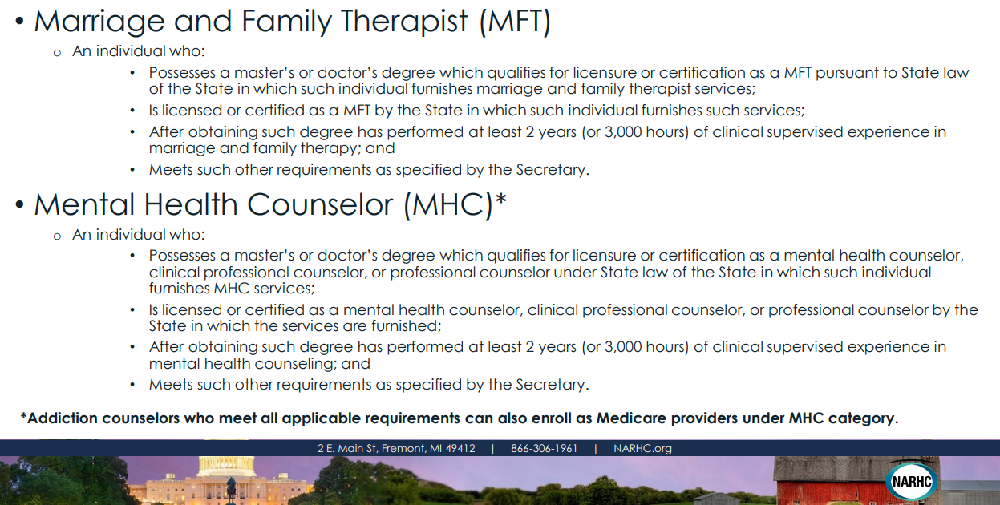 • Marriage and Family Therapist (MFT)
o An individual who:
• Possesses a master's or doctor's degree which qualifies for licensure or certification as a MFT pursuant to State law
of the State in which such individual furnishes marriage and family therapist services;
• Is licensed or certified as a MFT by the State in which such individual furnishes such services;
• After obtaining such degree has performed at least 2 years (or 3,000 hours) of clinical supervised experience in
marriage and family therapy; and
• Meets such other requirements as specified by the Secretary.
• Mental Health Counselor (MHC)*
o An individual who:
• Possesses a master's or doctor's degree which qualifies for licensure or certification as a mental health counselor,
clinical professional counselor, or professional counselor under State law of the State in which such individual
furnishes MHC services;
• Is licensed or certified as a mental health counselor, clinical professional counselor, or professional counselor by the
State in which the services are furnished;
• After obtaining such degree has performed at least 2 years (or 3,000 hours) of clinical supervised experience in
mental health counseling; and
• Meets such other requirements as specified by the Secretary.
*Addiction counselors who meet all applicable requirements can also enroll as Medicare providers under MHC category.
2 E. Main St, Fremont, MI 49412 | 866-306-1961 | NARHC.org
NARHC